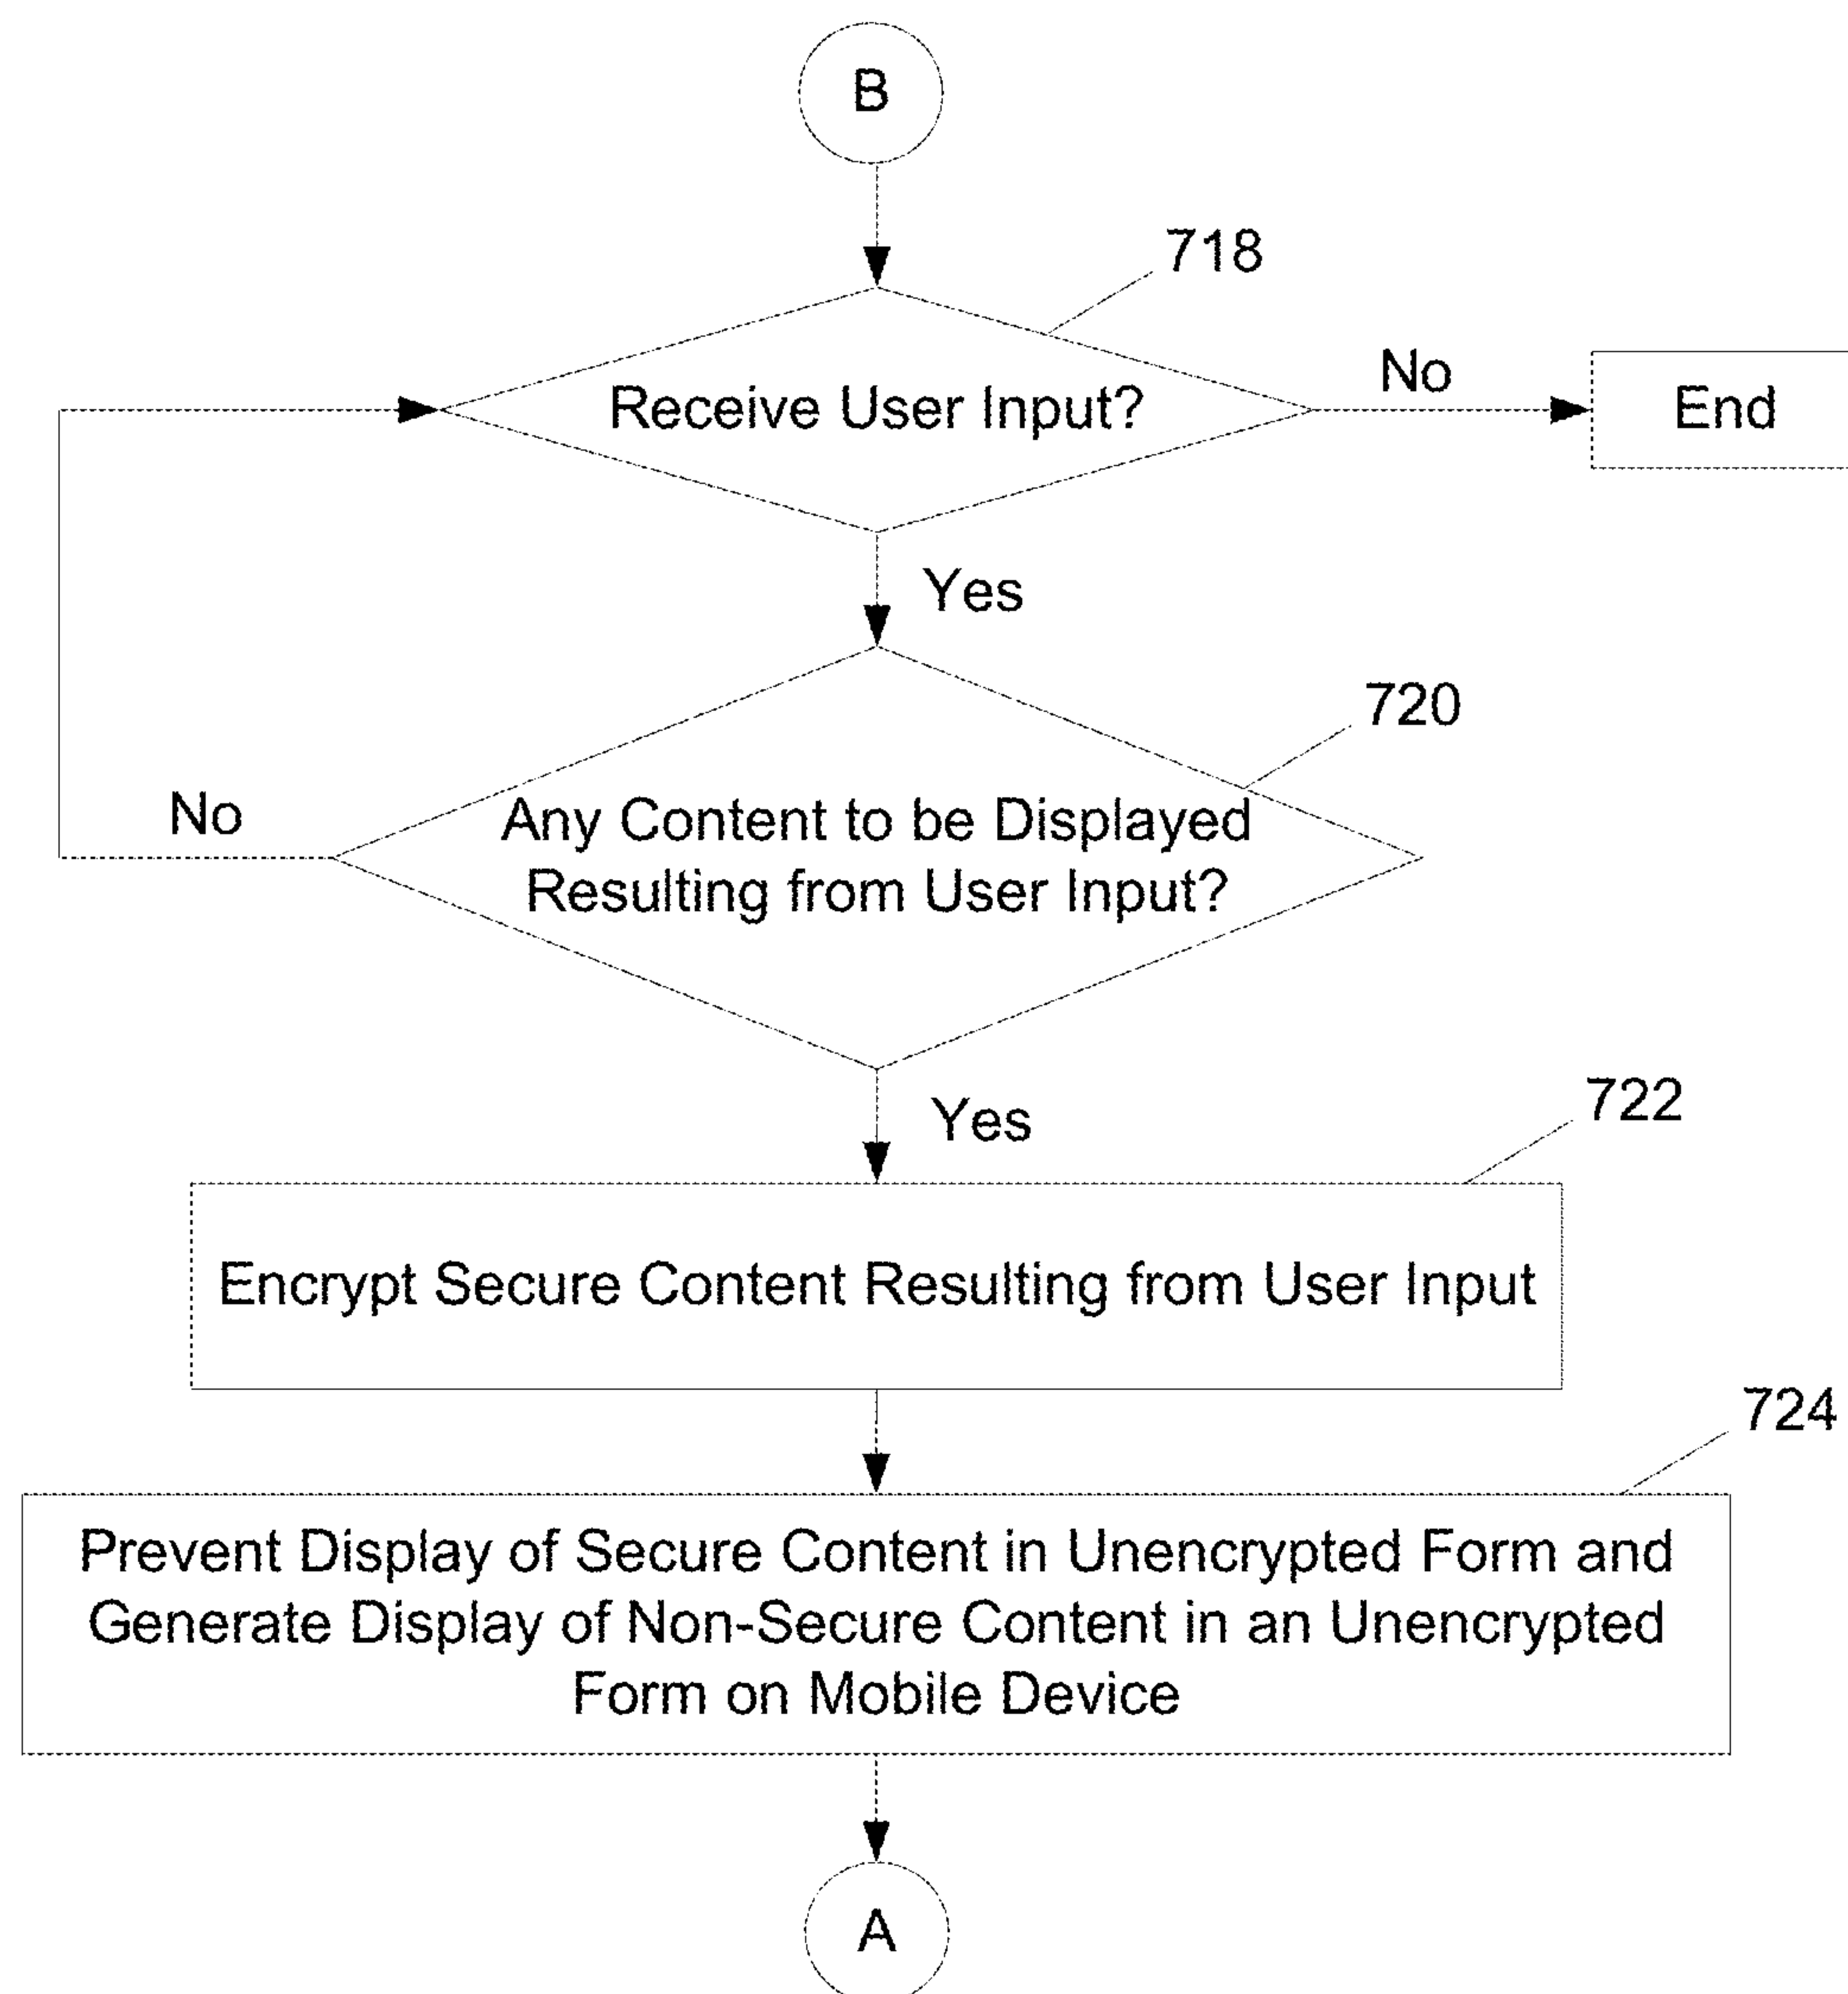 B
718
Receive User Input?
No
End
Yes
720
No
Any Content to be Displayed
Resulting from User Input?
Yes
722
Encrypt Secure Content Resulting from User Input
724
Prevent Display of Secure Content in Unencrypted Form and
Generate Display of Non-Secure Content in an Unencrypted
Form on Mobile Device
A